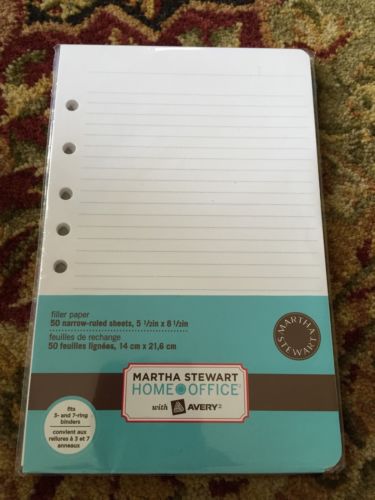 filler paper
50 narrow-ruled sheets, 5 1/2in x 8 1/2in
feuilles de rechange
50 feuilles lignées, 14 cm x 21,6 cm
MARTHA
STEWART
MARTHA STEWART
HOME OFFICE
with AVERY
fits
3- and 7-ring
binders
convient aux
reliures à 3 et 7
anneaux